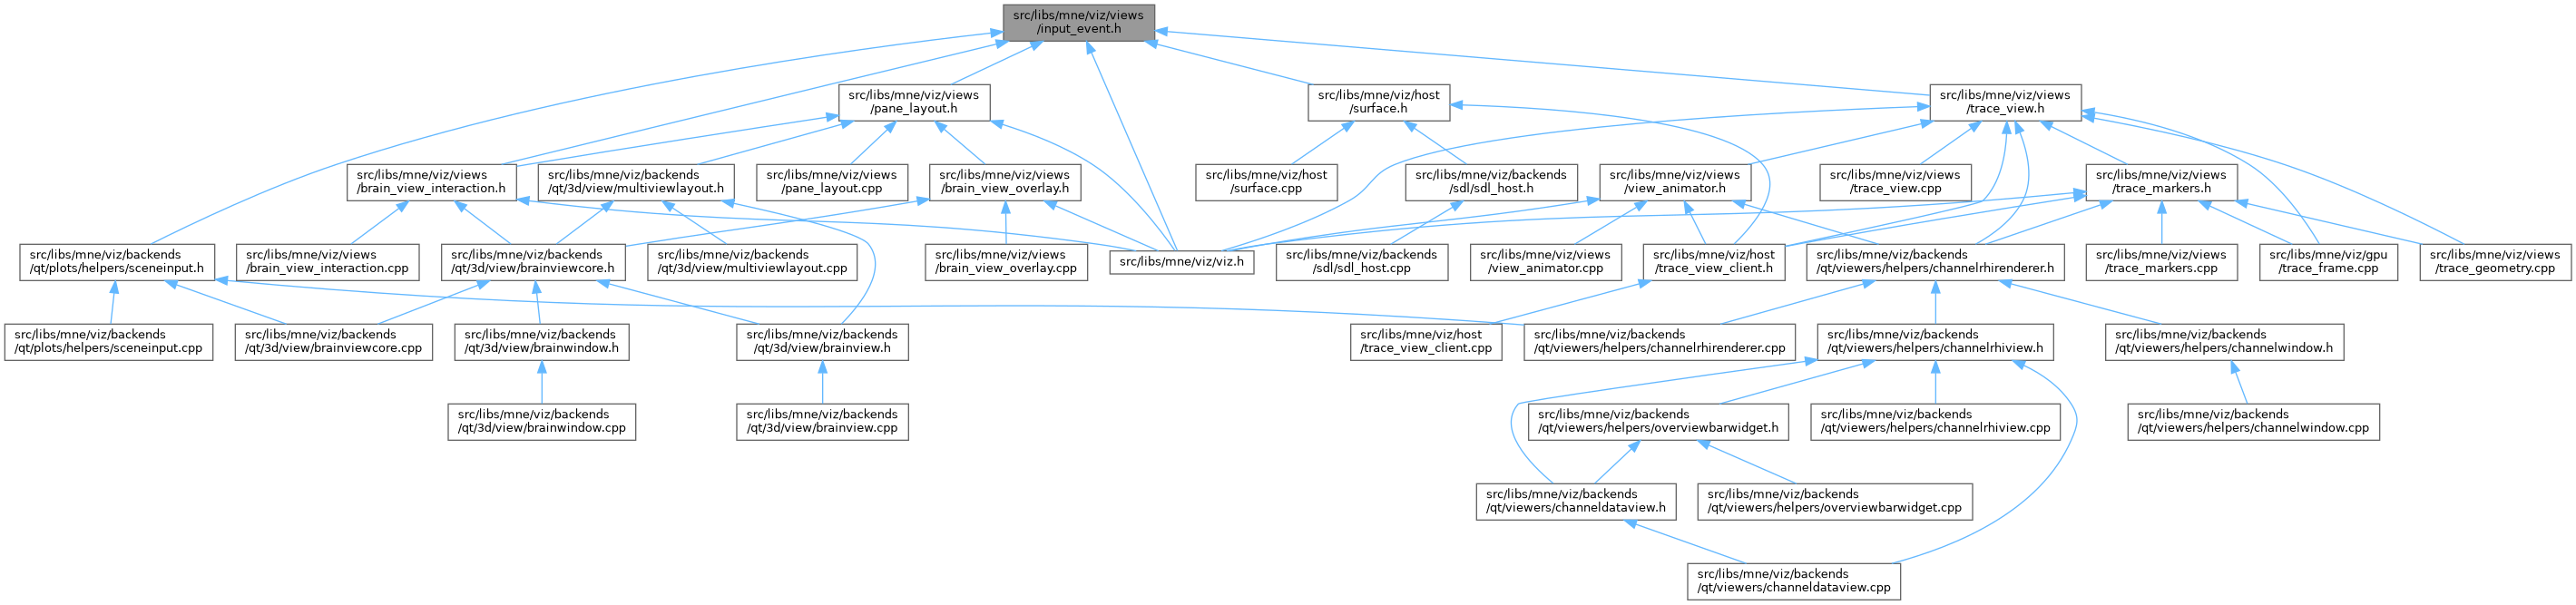 src/libs/mne/viz/views
/input_event.h
src/libs/mne/viz/views
/pane_layout.h
src/libs/mne/viz/host
/surface.h
src/libs/mne/viz/views
/trace_view.h
src/libs/mne/viz/views
/brain_view_interaction.h
src/libs/mne/viz/backends
/qt/3d/view/multiviewlayout.h
src/libs/mne/viz/views
/pane_layout.cpp
src/libs/mne/viz/views
/brain_view_overlay.h
src/libs/mne/viz/host
/surface.cpp
src/libs/mne/viz/backends
/sdl/sdl_host.h
src/libs/mne/viz/views
/view_animator.h
src/libs/mne/viz/views
/trace_view.cpp
src/libs/mne/viz/views
/trace_markers.h
src/libs/mne/viz/backends
/qt/plots/helpers/sceneinput.h
src/libs/mne/viz/views
/brain_view_interaction.cpp
src/libs/mne/viz/backends
/qt/3d/view/brainviewcore.h
src/libs/mne/viz/backends
/qt/3d/view/multiviewlayout.cpp
src/libs/mne/viz/views
/brain_view_overlay.cpp
src/libs/mne/viz/viz.h
src/libs/mne/viz/backends
/sdl/sdl_host.cpp
src/libs/mne/viz/views
/view_animator.cpp
src/libs/mne/viz/host
/trace_view_client.h
src/libs/mne/viz/backends
/qt/viewers/helpers/channelrhirenderer.h
src/libs/mne/viz/views
/trace_markers.cpp
src/libs/mne/viz/gpu
/trace_frame.cpp
src/libs/mne/viz/views
/trace_geometry.cpp
src/libs/mne/viz/backends
/qt/plots/helpers/sceneinput.cpp
src/libs/mne/viz/backends
/qt/3d/view/brainviewcore.cpp
src/libs/mne/viz/backends
/qt/3d/view/brainwindow.h
src/libs/mne/viz/backends
/qt/3d/view/brainview.h
src/libs/mne/viz/host
/trace_view_client.cpp
src/libs/mne/viz/backends
/qt/viewers/helpers/channelrhirenderer.cpp
src/libs/mne/viz/backends
/qt/viewers/helpers/channelrhiview.h
src/libs/mne/viz/backends
/qt/viewers/helpers/channelwindow.h
src/libs/mne/viz/backends
/qt/3d/view/brainwindow.cpp
src/libs/mne/viz/backends
/qt/3d/view/brainview.cpp
src/libs/mne/viz/backends
/qt/viewers/helpers/overviewbarwidget.h
src/libs/mne/viz/backends
/qt/viewers/helpers/channelrhiview.cpp
src/libs/mne/viz/backends
/qt/viewers/helpers/channelwindow.cpp
src/libs/mne/viz/backends
/qt/viewers/channeldataview.h
src/libs/mne/viz/backends
/qt/viewers/helpers/overviewbarwidget.cpp
src/libs/mne/viz/backends
/qt/viewers/channeldataview.cpp